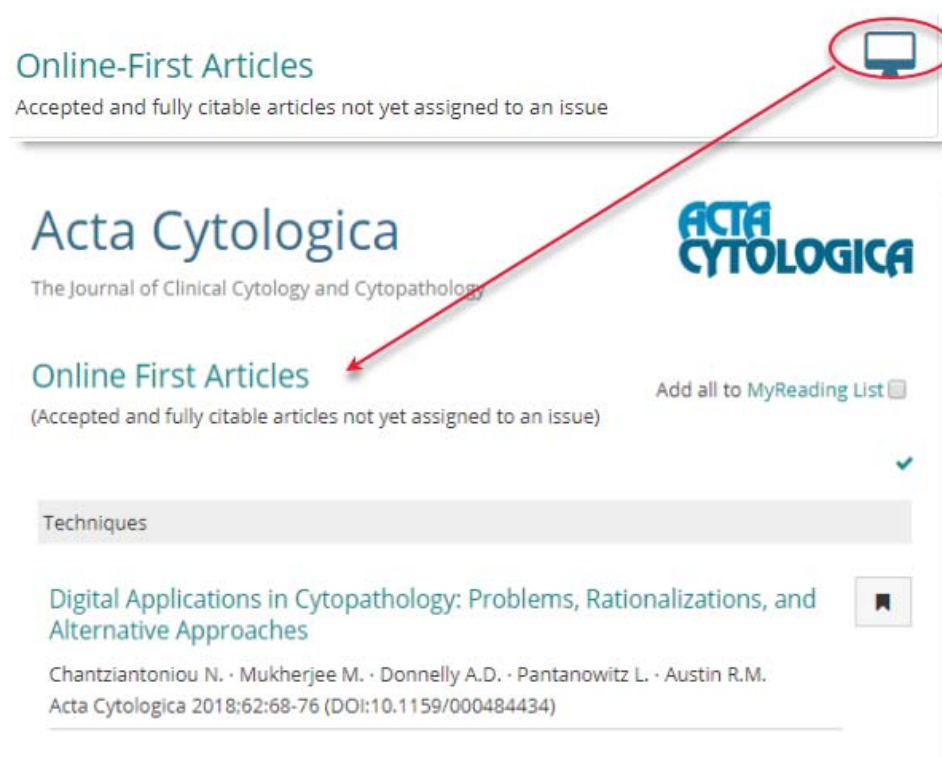 Online-First Articles
Accepted and fully citable articles not yet assigned to an issue
Acta Cytologica
ACTA
CYTOLOGICA
The Journal of Clinical Cytology and Cytopathology
Online First Articles
Add all to MyReading List
(Accepted and fully citable articles not yet assigned to an issue)
Techniques
Digital Applications in Cytopathology: Problems, Rationalizations, and
Alternative Approaches
Chantziantoniou N. · Mukherjee M. · Donnelly A.D. · Pantanowitz L. · Austin R.M.
Acta Cytologica 2018;62:68-76 (DOI:10.1159/000484434)